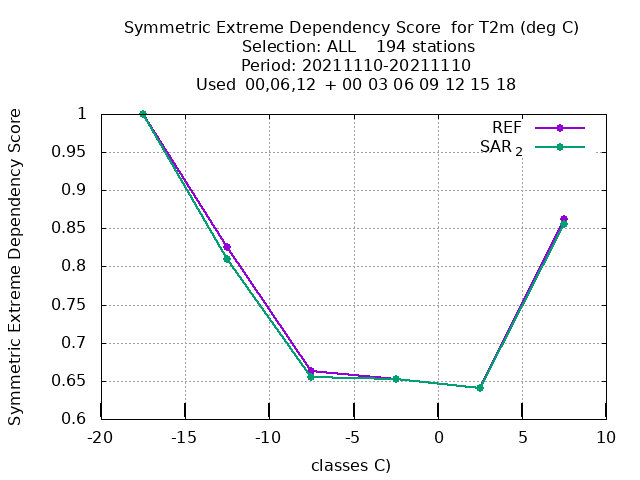 Symmetric Extreme Dependency Score  for T2m (deg C)
Selection: ALL    194 stations
Period: 20211110-20211110
Used  00,06,12  + 00 03 06 09 12 15 18
Symmetric Extreme Dependency Score
1
0.95
0.9
0.85
0.8
0.75
0.7
0.65
0.6
REF
SAR 2
-20 -15 -10 -5 0 5 10
classes C)